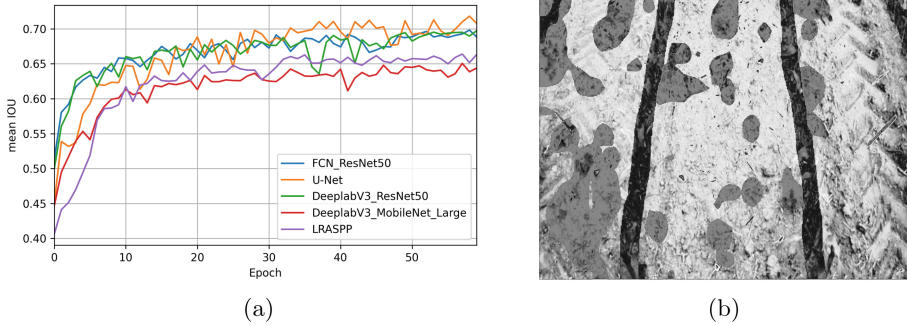 0.70
0.65
0.60
0.55
0.50
0.45
0.40
mean IOU
0
10
20
30
40
50
Epoch
FCN_ResNet50
U-Net
DeeplabV3_ResNet50
DeeplabV3_MobileNet_Large
LRASPP
(a)
(b)